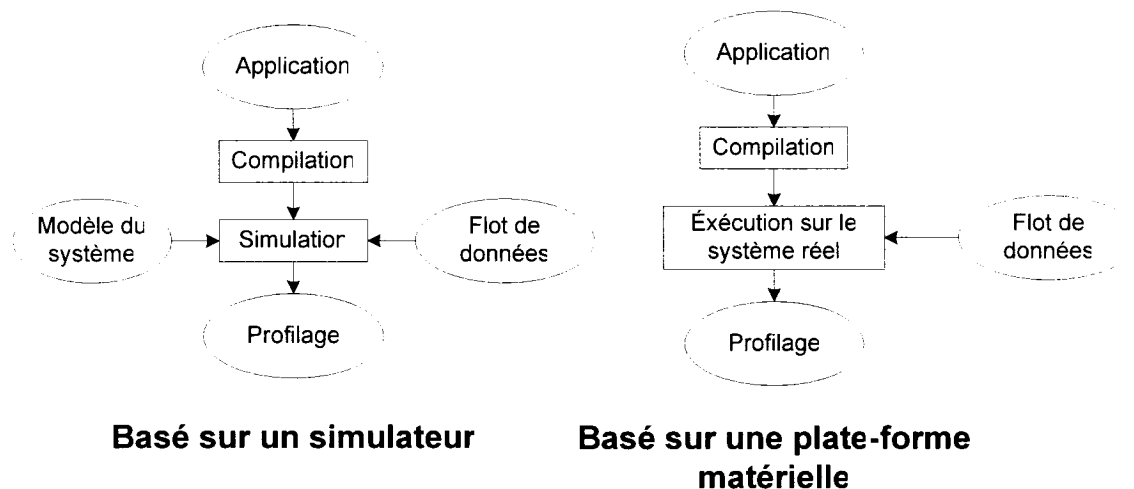 Application
Compilation
Modèle du
système
Simulation
Flot de
données
Profilage
Basé sur un simulateur
Application
Compilation
Éxécution sur le
système réel
Flot de
données
Profilage
Basé sur une plate-forme
matérielle